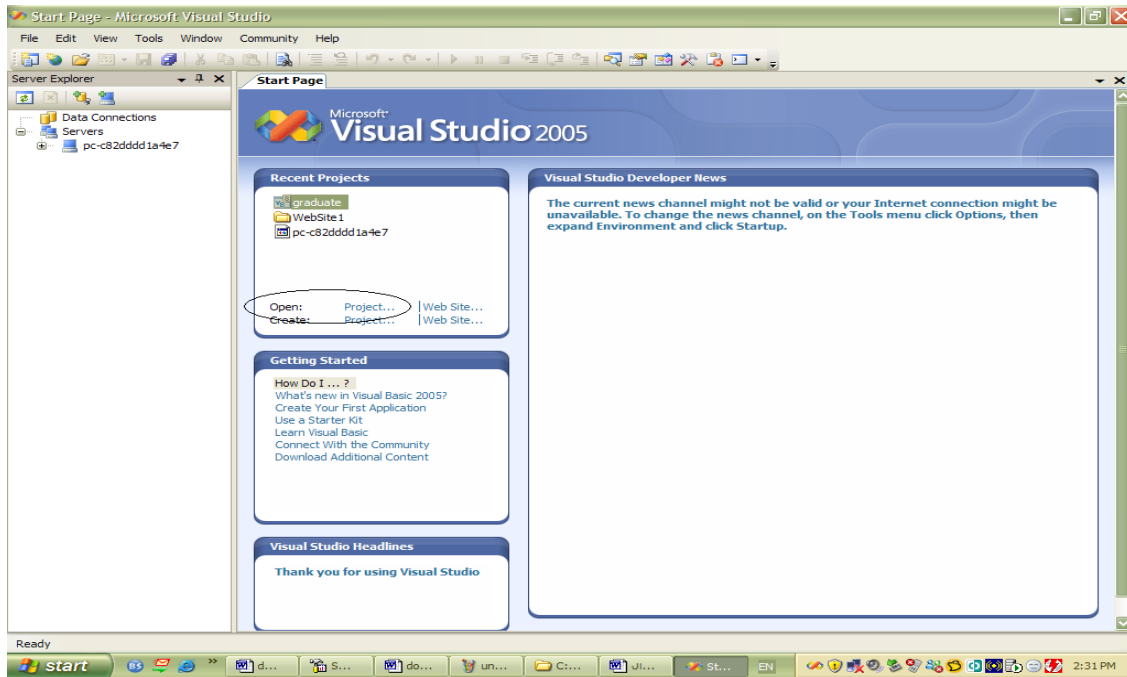 Start Page - Microsoft Visual Studio
File Edit View Tools Window Community Help
Server Explorer
Data Connections
Servers
pc-c82dddd1a4e7
Start Page
Microsoft
Visual Studio 2005
Recent Projects
graduate
WebSite1
pc-c82dddd1a4e7
Open: Project... | Web Site...
Create: Project... | Web Site...
Getting Started
How Do I ... ?
What's new in Visual Basic 2005?
Create Your First Application
Use a Starter Kit
Learn Visual Basic
Connect With the Community
Download Additional Content
Visual Studio Headlines
Thank you for using Visual Studio
Visual Studio Developer News
The current news channel might not be valid or your Internet connection might be
unavailable. To change the news channel, on the Tools menu click Options, then
expand Environment and click Startup.
Ready
start » d... S... do... un... C:... St... EN 2:31 PM